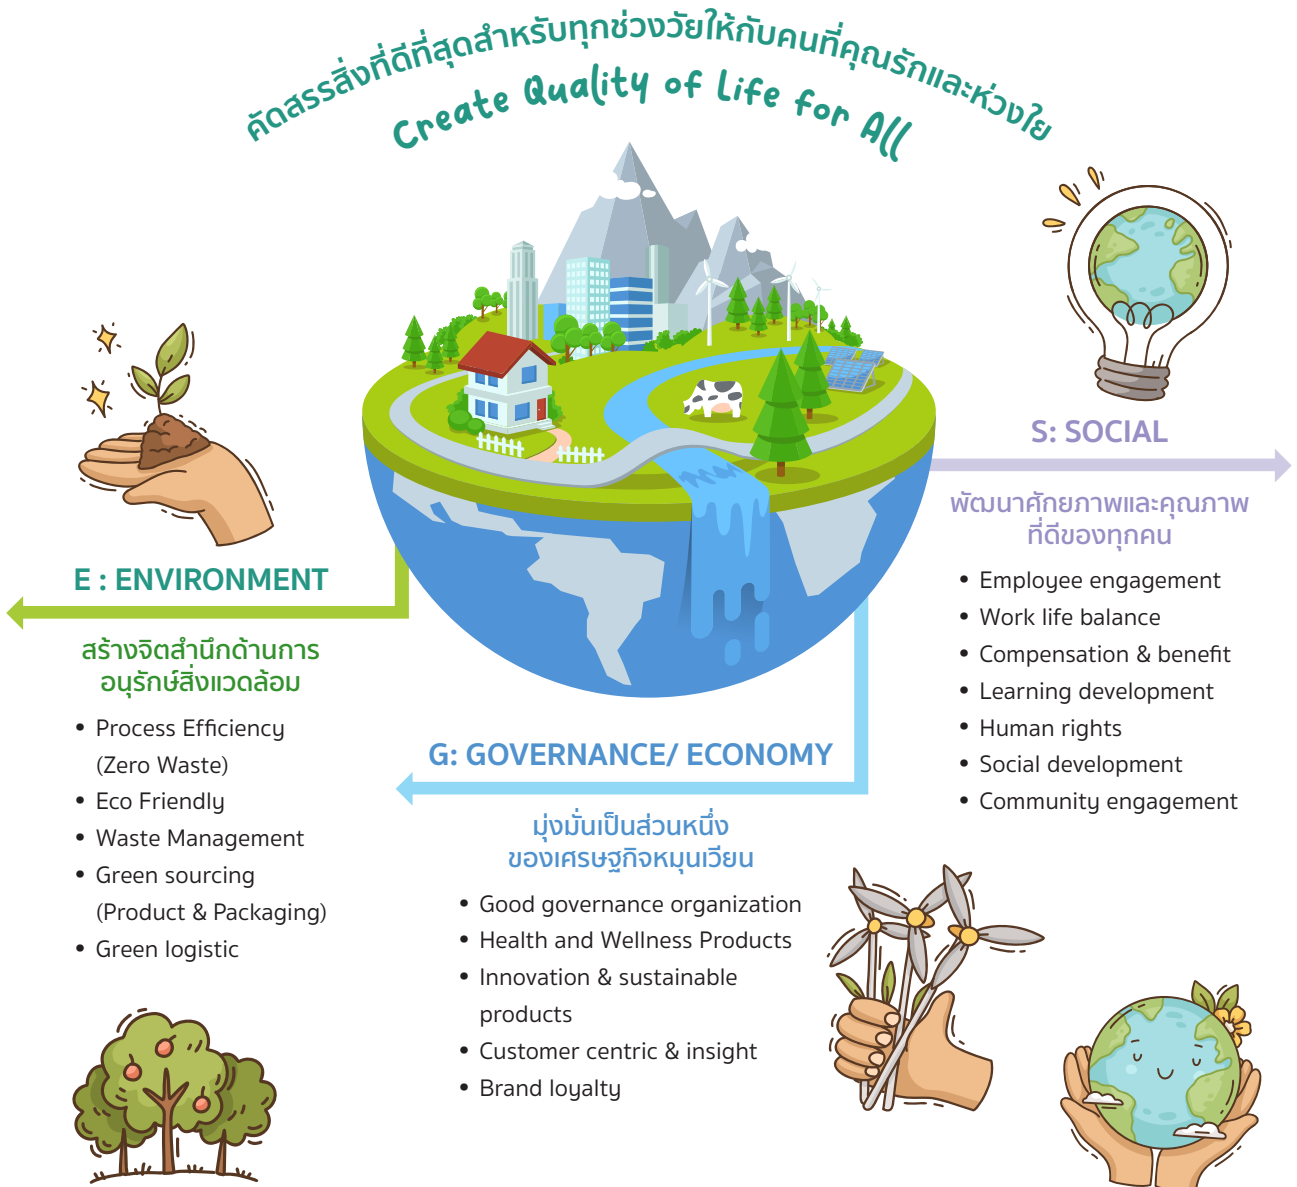 คัดสรรสิ่งที่ดีที่สุดสำหรับทุกช่วงวัยให้กับคนที่คุณรักและห่วงใย
Create Quality of Life for All
E : ENVIRONMENT
สร้างจิตสำนึกด้านการ
อนุรักษ์สิ่งแวดล้อม
• Process Efficiency
(Zero Waste)
• Eco Friendly
• Waste Management
• Green sourcing
(Product & Packaging)
• Green logistic
G: GOVERNANCE/ ECONOMY
มุ่งมั่นเป็นส่วนหนึ่ง
ของเศรษฐกิจหมุนเวียน
• Good governance organization
• Health and Wellness Products
• Innovation & sustainable
products
• Customer centric & insight
• Brand loyalty
S: SOCIAL
พัฒนาศักยภาพและคุณภาพ
ที่ดีของทุกคน
• Employee engagement
• Work life balance
• Compensation & benefit
• Learning development
• Human rights
• Social development
• Community engagement